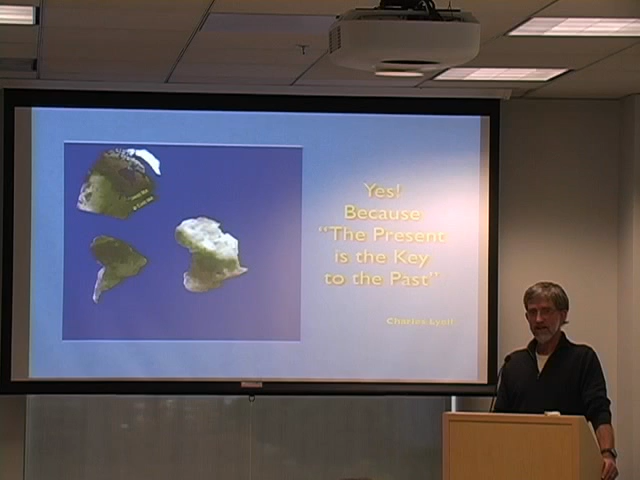 Yes!
Because
"The Present
is the Key
to the Past"
Charles Lyell